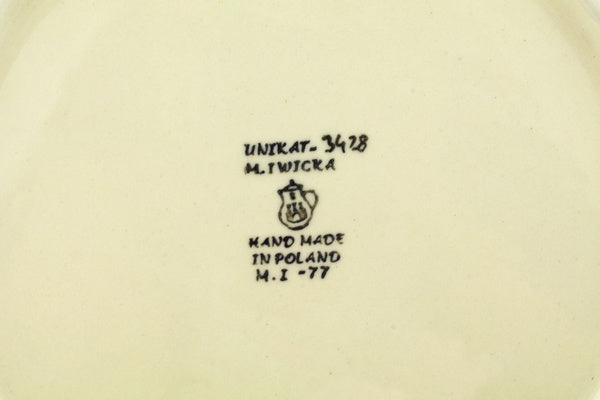 UNIKAT- 3428
M. IWICKA
HAND MADE
IN POLAND
M. I -77